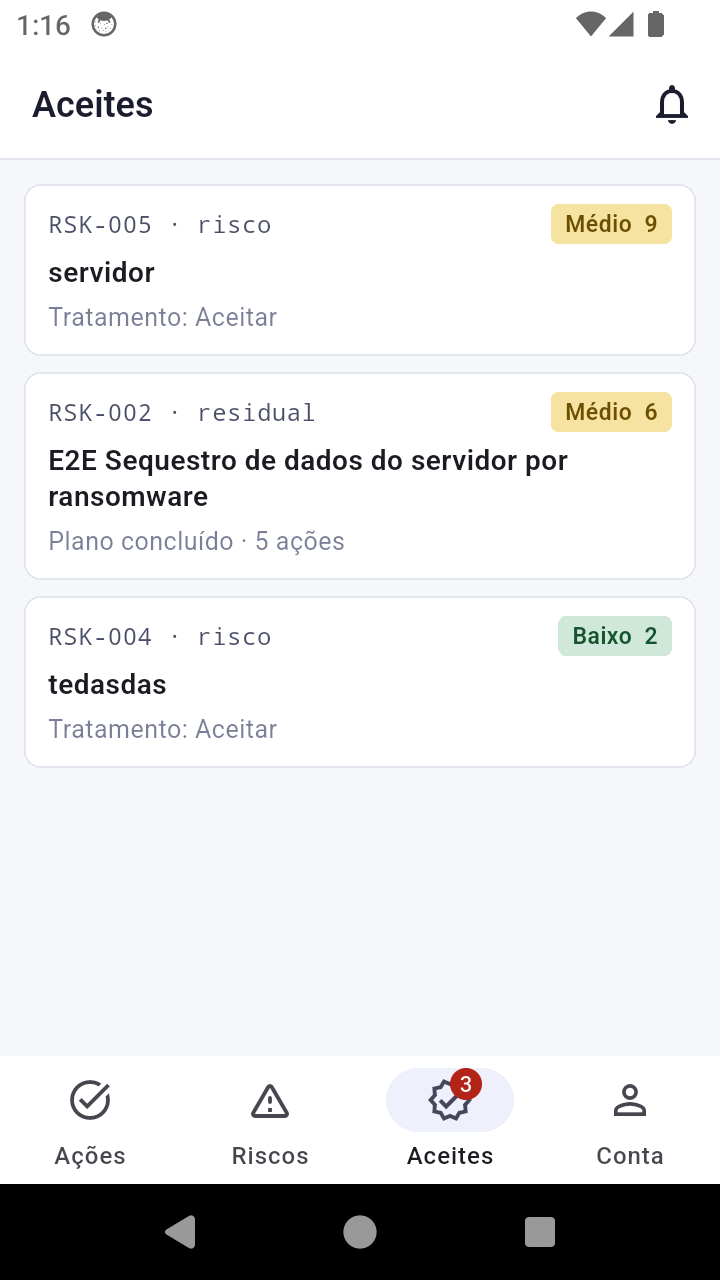 1:16
Aceites
RSK-005 · risco
Médio 9
servidor
Tratamento: Aceitar
RSK-002 · residual
Médio 6
E2E Sequestro de dados do servidor por
ransomware
Plano concluído · 5 ações
RSK-004 · risco
Baixo 2
tedasdas
Tratamento: Aceitar
3
Ações
Riscos
Aceites
Conta